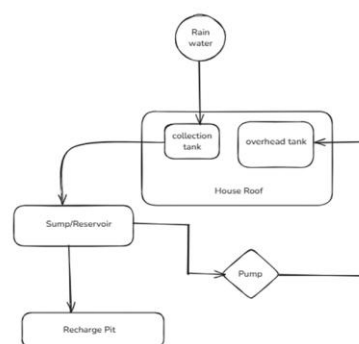 Rain
water
collection
tank
overhead tank
House Roof
Sump/Reservoir
Pump
Recharge Pit